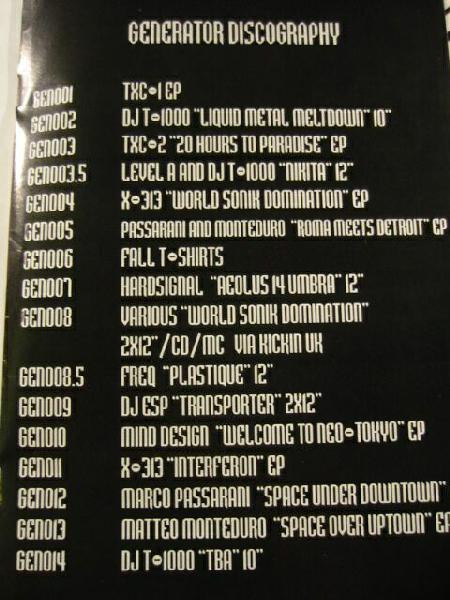 GENERATOR DISCOGRAPHY
GEN001 TXC-1 EP
GEN002 DJ T-1000 "LIQUID METAL MELTDOWN" 10"
GEN003 TXC-2 "20 HOURS TO PARADISE" EP
GEN003.5 LEVEL A AND DJ T-1000 "NIKITA" 12"
GEN004 X-313 "WORLD SONIK DOMINATION" EP
GEN005 PASSARANI AND MONTEDURO "ROMA MEETS DETROIT" EP
GEN006 FALL T-SHIRTS
GEN007 HARDSIGNAL "AEOLUS 14 UMBRA" 12"
GEN008 VARIOUS "WORLD SONIK DOMINATION"
2X12"/CD/MC VIA KICKIN UK
GEN008.5 FREQ "PLASTIQUE" 12"
GEN009 DJ ESP "TRANSPORTER" 2X12"
GEN010 MIND DESIGN "WELCOME TO NEO-TOKYO" EP
GEN011 X-313 "INTERFERON" EP
GEN012 MARCO PASSARANI "SPACE UNDER DOWNTOWN"
GEN013 MATTEO MONTEDURO "SPACE OVER UPTOWN" EP
GEN014 DJ T-1000 "TBA" 10"